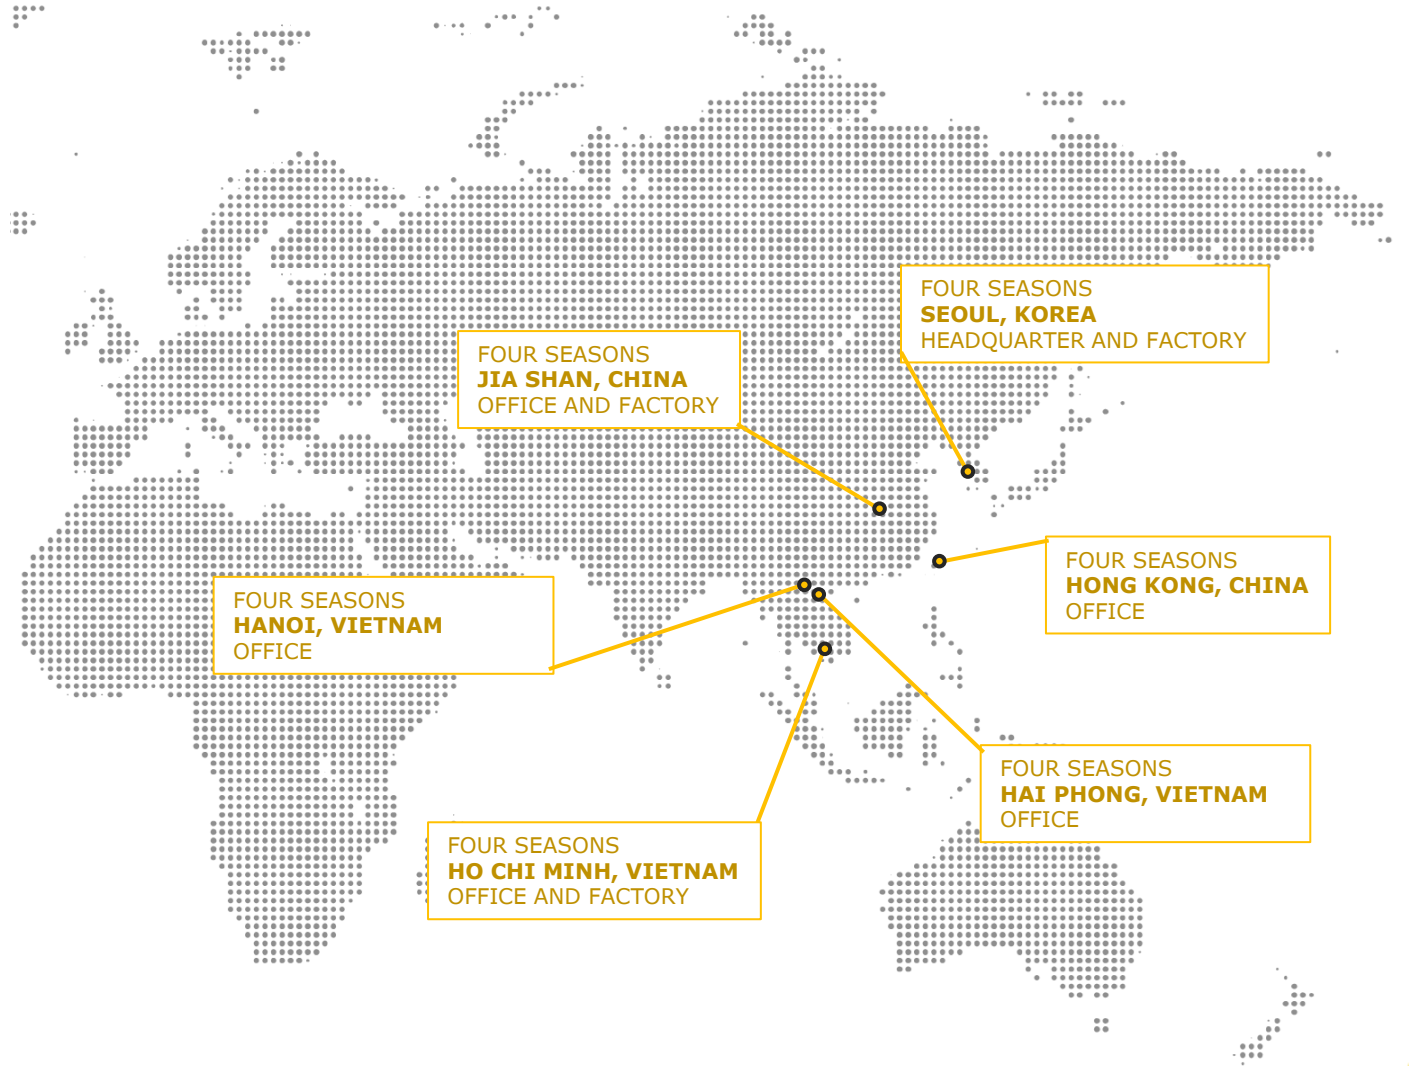 FOUR SEASONS
SEOUL, KOREA
HEADQUARTER AND FACTORY
FOUR SEASONS
JIA SHAN, CHINA
OFFICE AND FACTORY
FOUR SEASONS
HONG KONG, CHINA
OFFICE
FOUR SEASONS
HANOI, VIETNAM
OFFICE
FOUR SEASONS
HAI PHONG, VIETNAM
OFFICE
FOUR SEASONS
HO CHI MINH, VIETNAM
OFFICE AND FACTORY